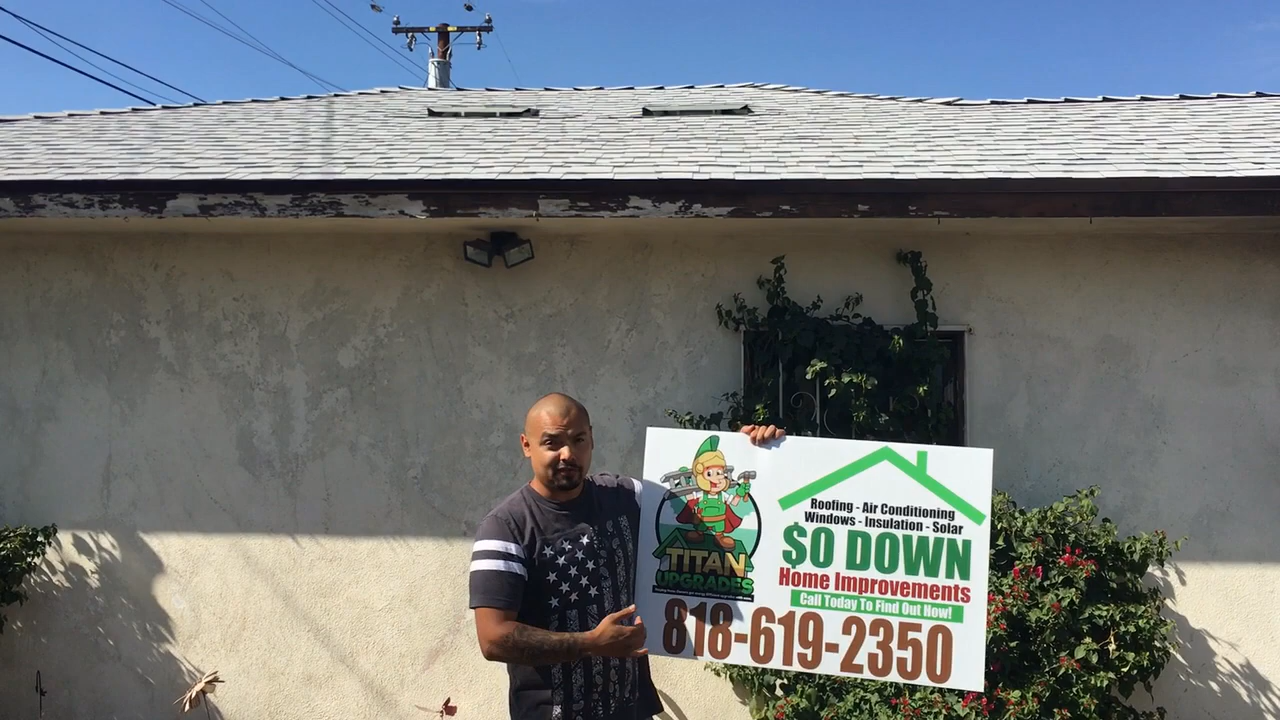 TITAN
UPGRADES
Roofing - Air Conditioning
Windows - Insulation - Solar
$0 DOWN
Home Improvements
Call Today To Find Out Now!
818-619-2350